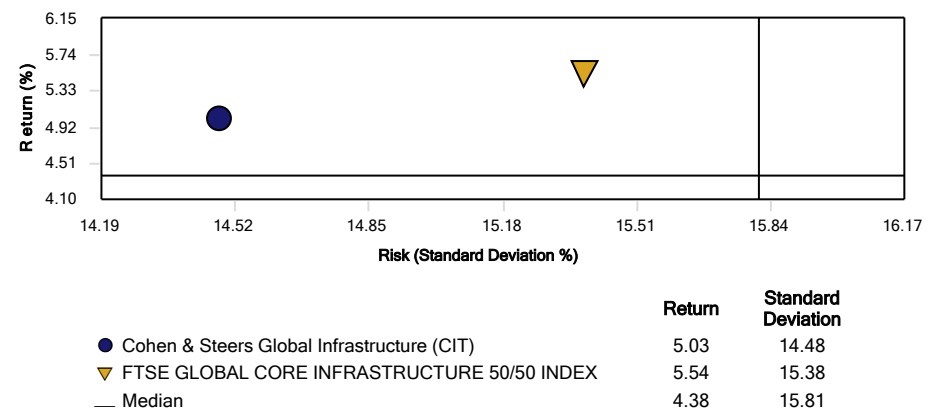 6.15
5.74
5.33
4.92
4.51
4.10
Return (%)
14.19 14.52 14.85 15.18 15.51 15.84 16.17
Risk (Standard Deviation %)
Return Standard Deviation
Cohen & Steers Global Infrastructure (CIT) 5.03 14.48
FTSE GLOBAL CORE INFRASTRUCTURE 50/50 INDEX 5.54 15.38
Median 4.38 15.81